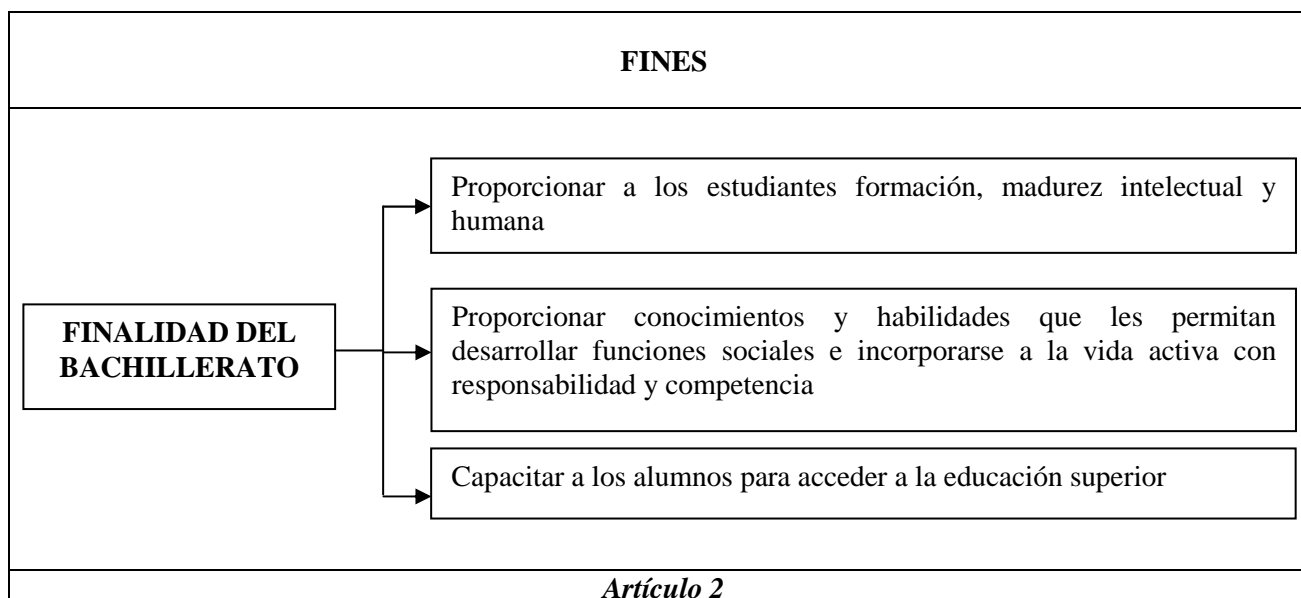 FINES
Proporcionar a los estudiantes formación, madurez intelectual y
humana
FINALIDAD DEL
BACHILLERATO
Proporcionar conocimientos y habilidades que les permitan
desarrollar funciones sociales e incorporarse a la vida activa con
responsabilidad y competencia
Capacitar a los alumnos para acceder a la educación superior
Artículo 2